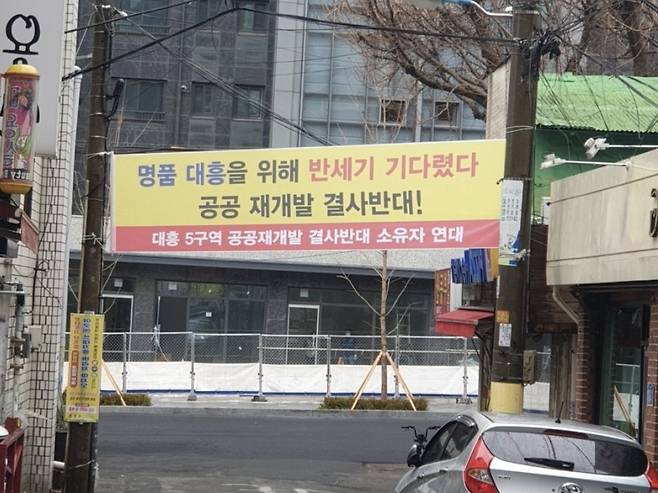 명품 대흥을 위해 반세기 기다렸다
공공 재개발 결사반대!
대흥 5구역 공공재개발 결사반대 소유자 연대